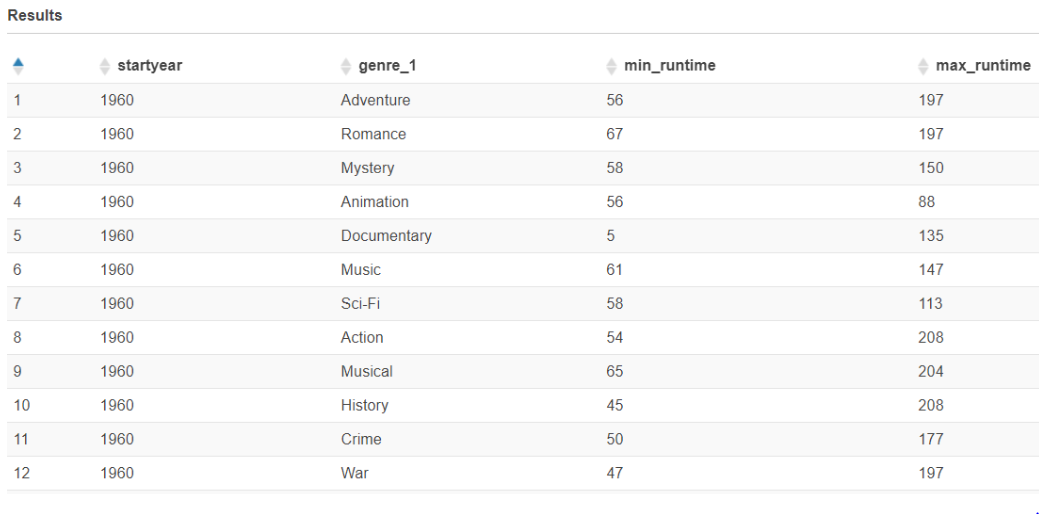 Results
startyear genre_1 min_runtime max_runtime
1 1960 Adventure 56 197
2 1960 Romance 67 197
3 1960 Mystery 58 150
4 1960 Animation 56 88
5 1960 Documentary 5 135
6 1960 Music 61 147
7 1960 Sci-Fi 58 113
8 1960 Action 54 208
9 1960 Musical 65 204
10 1960 History 45 208
11 1960 Crime 50 177
12 1960 War 47 197